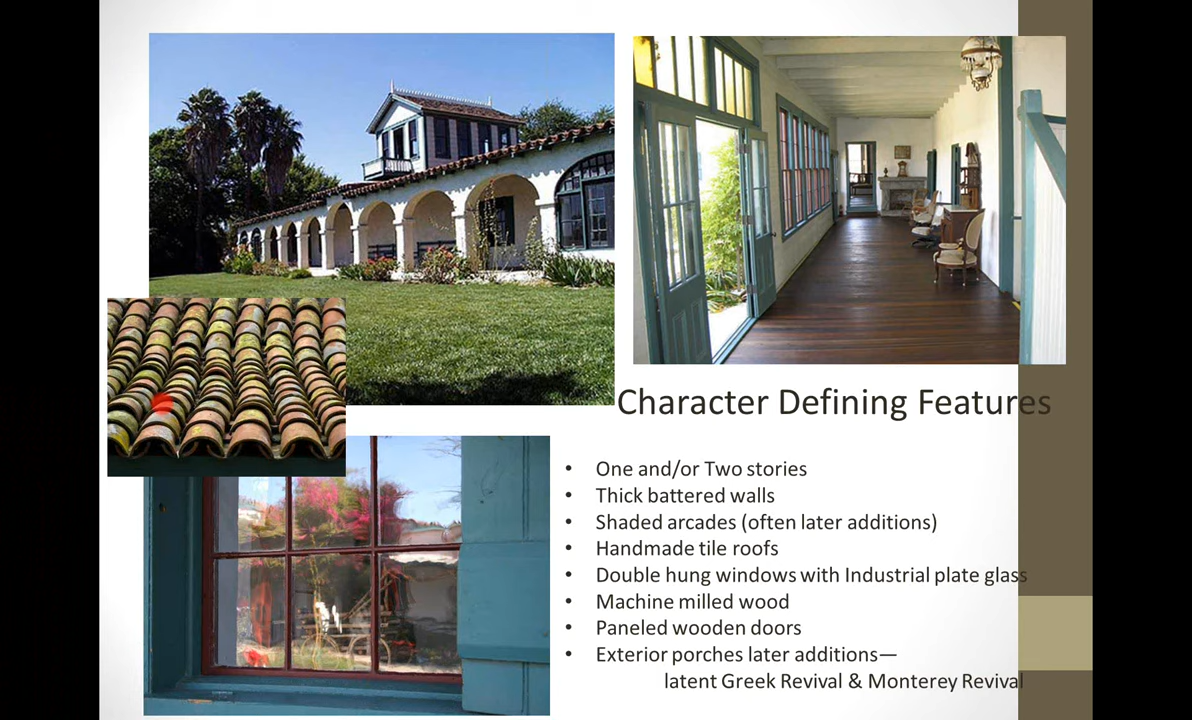 Character Defining Features
• One and/or Two stories
• Thick battered walls
• Shaded arcades (often later additions)
• Handmade tile roofs
• Double hung windows with Industrial plate glass
• Machine milled wood
• Paneled wooden doors
• Exterior porches later additions—
latent Greek Revival & Monterey Revival